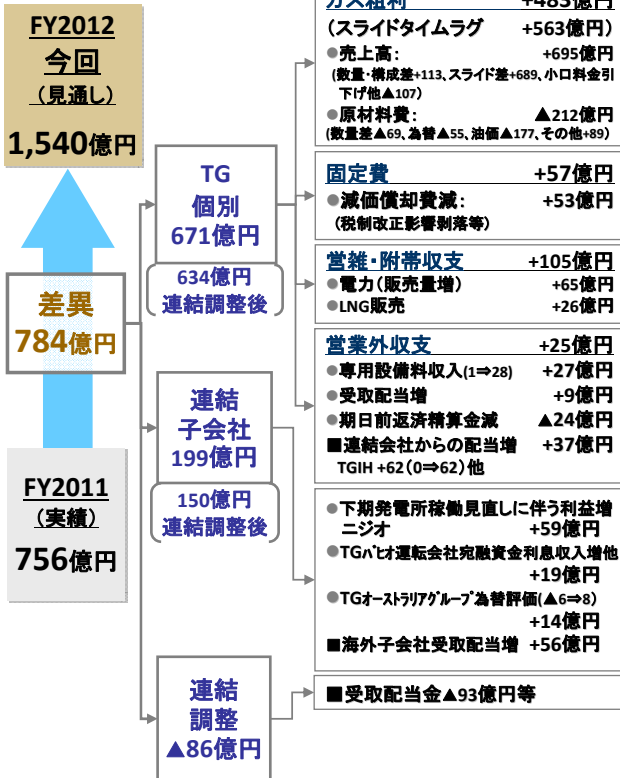 FY2012
今回
(見通し)
1,540億円
差異
784億円
FY2011
(実績)
756億円
TG
個別
671億円
634億円
連結調整後
連結
子会社
199億円
150億円
連結調整後
連結
調整
▲86億円
ガス粗利 +483億円
(スライドタイムラグ +563億円)
●売上高: +695億円
(数量・構成差+113、スライド差+689、小口料金引
下げ他▲107)
●原材料費: ▲212億円
(数量差▲69、為替▲55、油価▲177、その他+89)
固定費 +57億円
●減価償却費減: +53億円
(税制改正影響剥落等)
営雑・附帯収支 +105億円
●電力(販売量増) +65億円
●LNG販売 +26億円
営業外収支 +25億円
●専用設備料収入(1⇒28) +27億円
●受取配当増 +9億円
●期日前返済精算金減 ▲24億円
■連結会社からの配当増 +37億円
TGIH +62(0⇒62)他
●下期発電所稼働見直しに伴う利益増
ニジオ +59億円
●TGバヒオ運転会社宛融資金利息収入増他
+19億円
●TGオーストラリアグループ為替評価(▲6⇒8)
+14億円
■海外子会社受取配当増 +56億円
■受取配当金▲93億円等